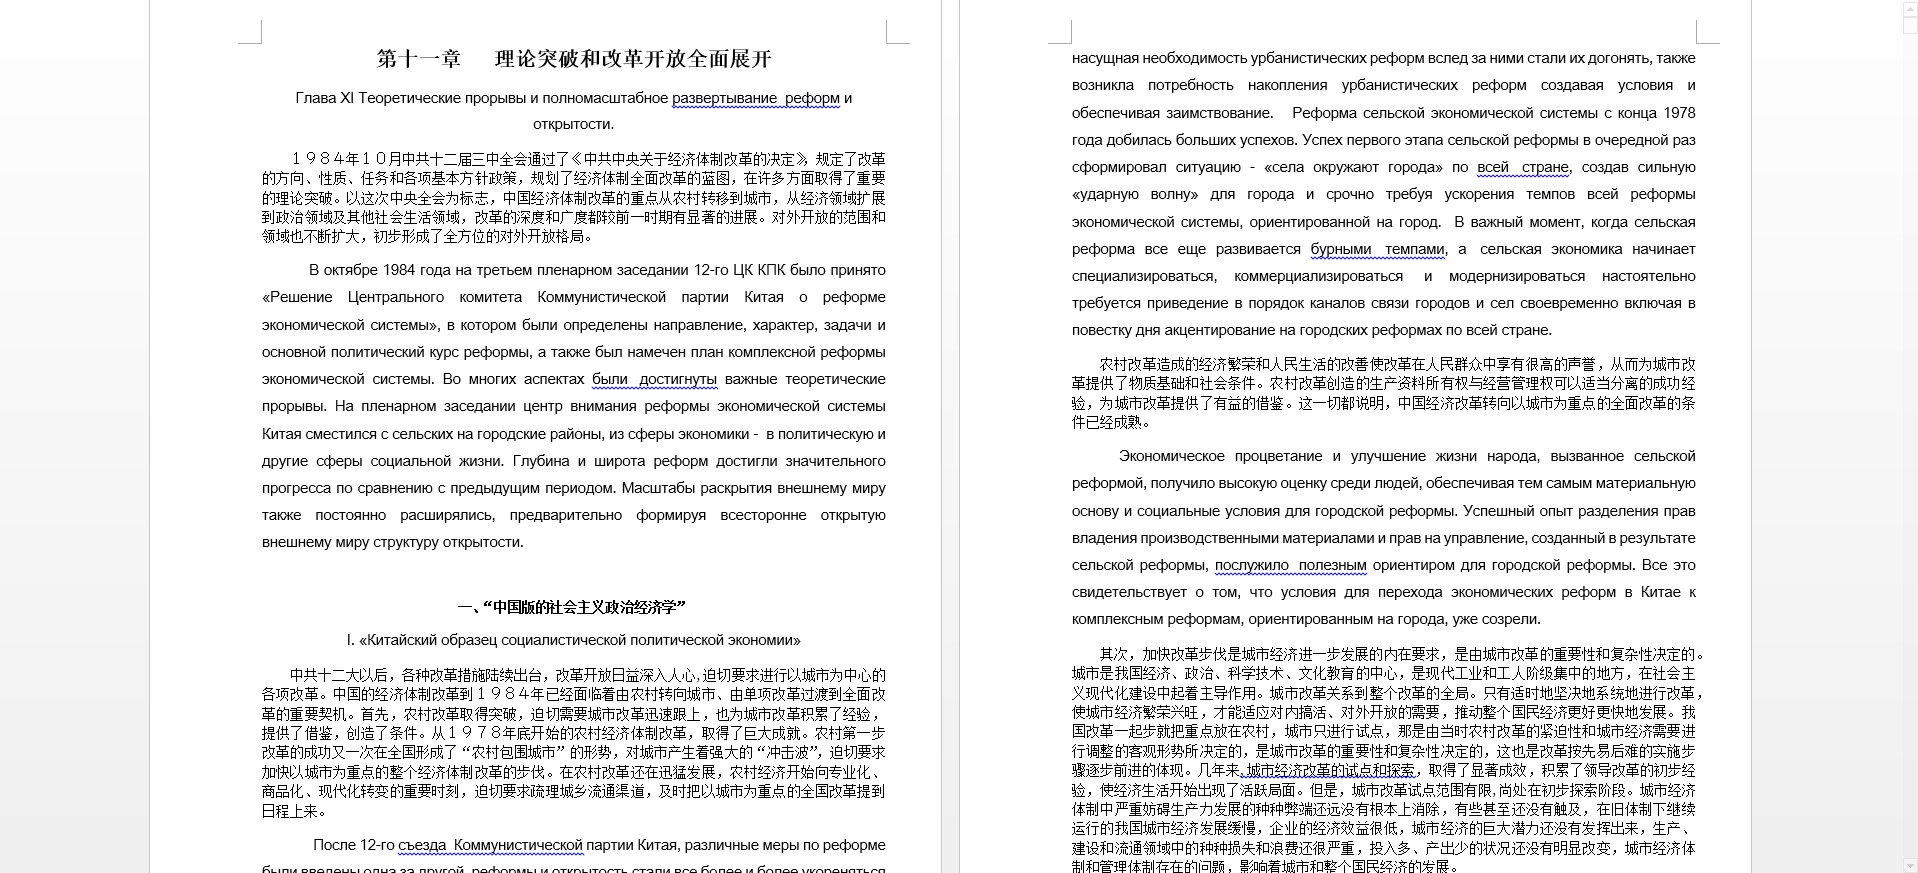 第十一章 理论突破和改革开放全面展开
Глава XI Теоретические прорывы и полномасштабное развертывание реформ и
открытости.
1984年10月中共十二届三中全会通过了《中共中央关于经济体制改革的决定》，规定了改革
的方向、性质、任务和各项基本方针政策，规划了经济体制全面改革的蓝图，在许多方面取得了重要
的理论突破。以这次中央全会为标志，中国经济体制改革的重点从农村转移到城市，从经济领域扩展
到政治领域及其他社会生活领域，改革的深度和广度都较前一时期有显著的进展。对外开放的范围和
领域也不断扩大，初步形成了全方位的对外开放格局。
В октябре 1984 года на третьем пленарном заседании 12-го ЦК КПК было принято
«Решение Центрального комитета Коммунистической партии Китая о реформе
экономической системы», в котором были определены направление, характер, задачи и
основной политический курс реформы, а также был намечен план комплексной реформы
экономической системы. Во многих аспектах были достигнуты важные теоретические
прорывы. На пленарном заседании центр внимания реформы экономической системы
Китая сместился с сельских на городские районы, из сферы экономики - в политическую и
другие сферы социальной жизни. Глубина и широта реформ достигли значительного
прогресса по сравнению с предыдущим периодом. Масштабы раскрытия внешнему миру
также постоянно расширялись, предварительно формируя всесторонне открытую
внешнему миру структуру открытости.
一、“中国版的社会主义政治经济学”
I. «Китайский образец социалистической политической экономии»
中共十二大以后，各种改革措施陆续出台，改革开放日益深入人心,迫切要求进行以城市为中心的
各项改革。中国的经济体制改革到1984年已经面临着由农村转向城市、由单项改革过渡到全面改
革的重要契机。首先，农村改革取得突破，迫切需要城市改革迅速跟上，也为城市改革积累了经验，
提供了借鉴，创造了条件。从1978年底开始的农村经济体制改革，取得了巨大成就。农村第一步
改革的成功又一次在全国形成了“农村包围城市”的形势，对城市产生着强大的“冲击波”，迫切要求
加快以城市为重点的整个经济体制改革的步伐。在农村改革还在迅猛发展，农村经济开始向专业化、
商品化、现代化转变的重要时刻，迫切要求疏理城乡流通渠道，及时把以城市为重点的全国改革提到
日程上来。
После 12-го съезда Коммунистической партии Китая, различные меры по реформе
были введены одна за другой, реформы и открытость стали все более и более укореняться
насущная необходимость урбанистических реформ вслед за ними стали их догонять, также
возникла потребность накопления урбанистических реформ создавая условия и
обеспечивая заимствование. Реформа сельской экономической системы с конца 1978
года добилась больших успехов. Успех первого этапа сельской реформы в очередной раз
сформировал ситуацию - «села окружают города» по всей стране, создав сильную
«ударную волну» для города и срочно требуя ускорения темпов всей реформы
экономической системы, ориентированной на город. В важный момент, когда сельская
реформа все еще развивается бурными темпами, а сельская экономика начинает
специализироваться, коммерциализироваться и модернизироваться настоятельно
требуется приведение в порядок каналов связи городов и сел своевременно включая в
повестку дня акцентирование на городских реформах по всей стране.
农村改革造成的经济繁荣和人民生活的改善使改革在人民群众中享有很高的声誉，从而为城市改
革提供了物质基础和社会条件。农村改革创造的生产资料所有权与经营管理权可以适当分离的成功经
验，为城市改革提供了有益的借鉴。这一切都说明，中国经济改革转向以城市为重点的全面改革的条
件已经成熟。
Экономическое процветание и улучшение жизни народа, вызванное сельской
реформой, получило высокую оценку среди людей, обеспечивая тем самым материальную
основу и социальные условия для городской реформы. Успешный опыт разделения прав
владения производственными материалами и прав на управление, созданный в результате
сельской реформы, послужило полезным ориентиром для городской реформы. Все это
свидетельствует о том, что условия для перехода экономических реформ в Китае к
комплексным реформам, ориентированным на города, уже созрели.
其次，加快改革步伐是城市经济进一步发展的内在要求，是由城市改革的重要性和复杂性决定的。
城市是我国经济、政治、科学技术、文化教育的中心，是现代工业和工人阶级集中的地方，在社会主
义现代化建设中起着主导作用。城市改革关系到整个改革的全局。只有适时地坚决地系统地进行改革，
使城市经济繁荣兴旺，才能适应对内搞活、对外开放的需要，推动整个国民经济更好更快地发展。我
国改革一起步就把重点放在农村，城市只进行试点，那是由当时农村改革的紧迫性和城市经济需要进
行调整的客观形势所决定的，是城市改革的重要性和复杂性决定的，这也是改革按先易后难的实施步
骤逐步前进的体现。几年来,城市经济改革的试点和探索，取得了显著成效，积累了领导改革的初步经
验，使经济生活开始出现了活跃局面。但是，城市改革试点范围有限,尚处在初步探索阶段。城市经济
体制中严重妨碍生产力发展的种种弊端还远没有根本上消除，有些甚至还没有触及，在旧体制下继续
运行的我国城市经济发展缓慢，企业的经济效益很低，城市经济的巨大潜力还没有发挥出来，生产、
建设和流通领域中的种种损失和浪费还很严重，投入多、产出少的状况还没有明显改变，城市经济体
制和管理体制存在的问题，影响着城市和整个国民经济的发展。